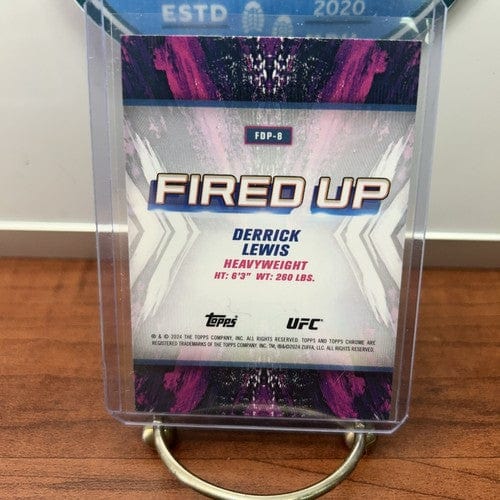 ESTD 2020
FDP-8
FIRED UP
DERRICK
LEWIS
HEAVYWEIGHT
HT: 6'3" WT: 260 LBS.
Topps UFC
® & © 2024 THE TOPPS COMPANY, INC. ALL RIGHTS RESERVED. TOPPS AND TOPPS CHROME ARE
REGISTERED TRADEMARKS OF THE TOPPS COMPANY, INC. TM, ®&©2024 ZUFFA, LLC. ALL RIGHTS RESERVED.